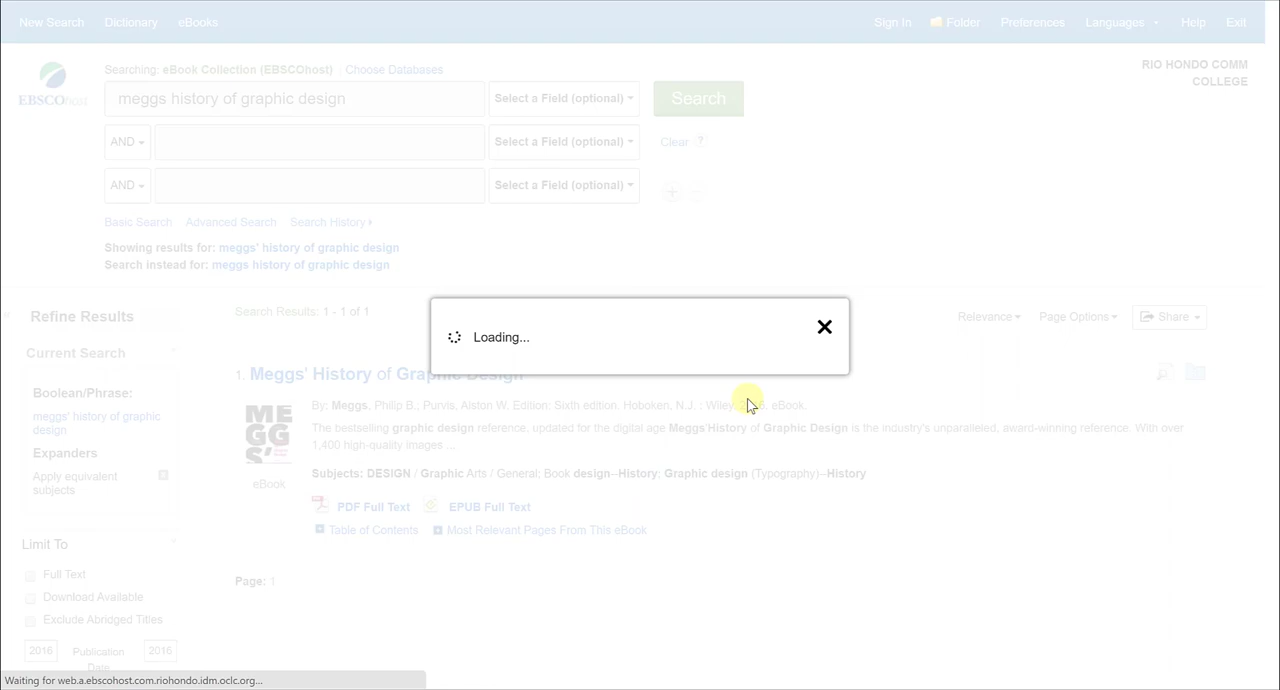 New Search Dictionary eBooks Sign In Folder Preferences Languages Help Exit
EBSCOhost
Searching: eBook Collection (EBSCOhost) Choose Databases
RIO HONDO COMM
COLLEGE
meggs history of graphic design Select a Field (optional) Search
AND Select a Field (optional) Clear ?
AND Select a Field (optional)
Basic Search Advanced Search Search History
Showing results for: meggs' history of graphic design
Search instead for: meggs history of graphic design
Loading...
Refine Results
Search Results: 1 - 1 of 1
Relevance Page Options Share
Current Search
Boolean/Phrase:
meggs' history of graphic
design
Expanders
Apply equivalent
subjects
1. Meggs' History of Graphic Design
By: Meggs, Philip B., Purvis, Alston W. Edition: Sixth edition. Hoboken, N.J. : Wiley. eBook.
The bestselling graphic design reference, updated for the digital age Meggs'History of Graphic Design is the industry's unparalleled, award-winning reference. With over
1,400 high-quality images ...
MEGGS'
eBook
Subjects: DESIGN / Graphic Arts / General; Book design--History; Graphic design (Typography)--History
PDF Full Text EPUB Full Text
Table of Contents Most Relevant Pages From This eBook
Page: 1
Limit To
Full Text
Download Available
Exclude Abridged Titles
2016 Publication Date 2016
Waiting for web.a.ebscohost.com.riohondo.idm.oclc.org...